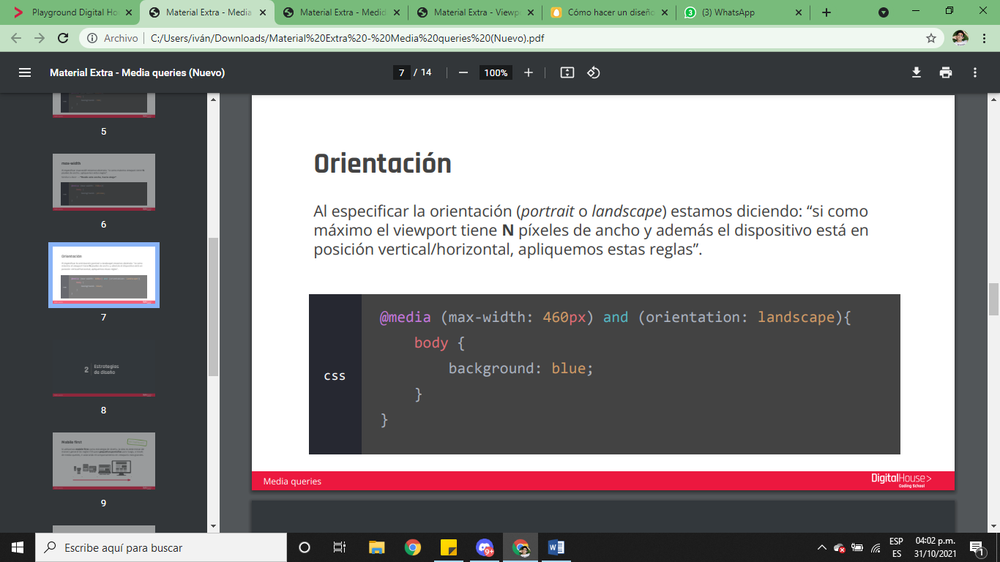 Playground Digital Ho
Material Extra - Media
Material Extra - Medid
Material Extra - Viewp
Cómo hacer un diseño
3
(3) WhatsApp
Archivo
C:/Users/iván/Downloads/Material%20Extra%20-%20Media%20queries%20(Nuevo).pdf
Material Extra - Media queries (Nuevo)
7 / 14
100%
5
max-width
6
Orientación
7
2 Estrategias
de diseño
8
Mobile first
9
Orientación
Al especificar la orientación (portrait o landscape) estamos diciendo: “si como
máximo el viewport tiene N píxeles de ancho y además el dispositivo está en
posición vertical/horizontal, apliquemos estas reglas”.
css
@media (max-width: 460px) and (orientation: landscape){
body {
background: blue;
}
}
Media queries
DigitalHouse>
Coding School
Escribe aquí para buscar
9+
ESP
ES
04:02 p.m.
31/10/2021
1